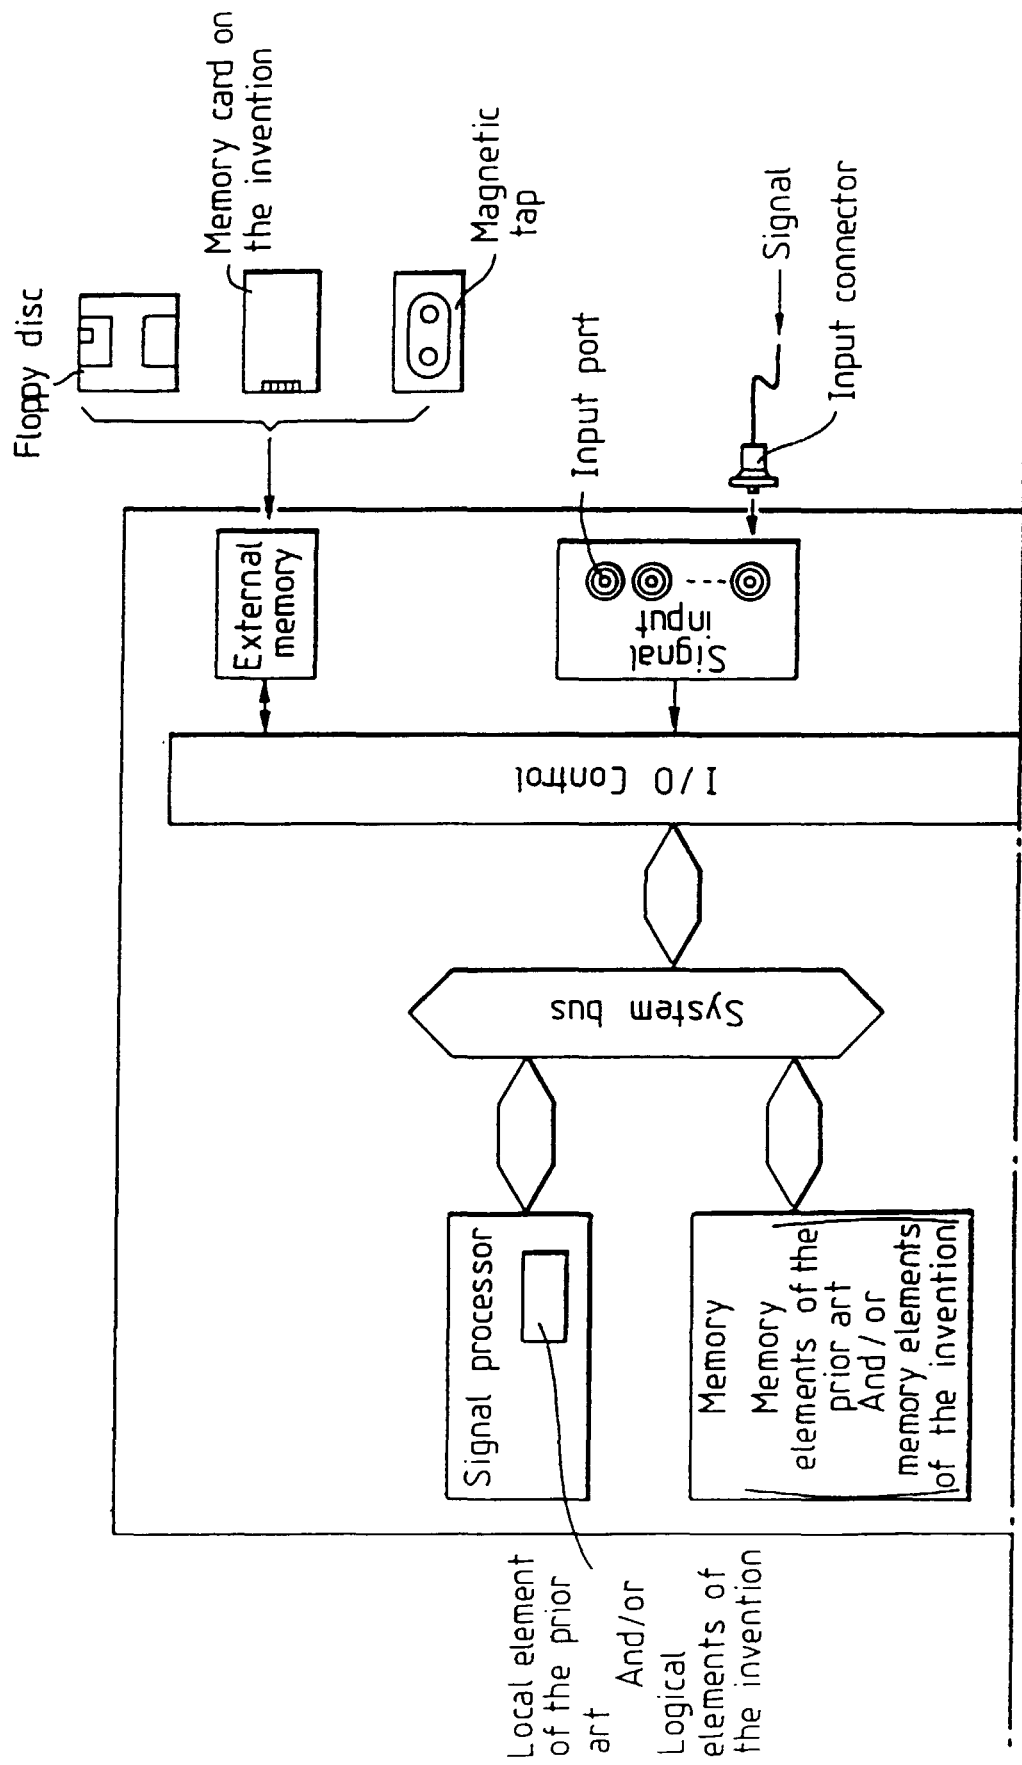 Floppy disc
Memory card on
the invention
Magnetic
tap
External
memory
Input port
Signal
Input connector
Signal
input
I/O Control
System bus
Signal processor
Memory
Memory
elements of the
prior art
And/or
memory elements
of the invention
Local element
of the prior
art
And/or
Logical
elements of
the invention